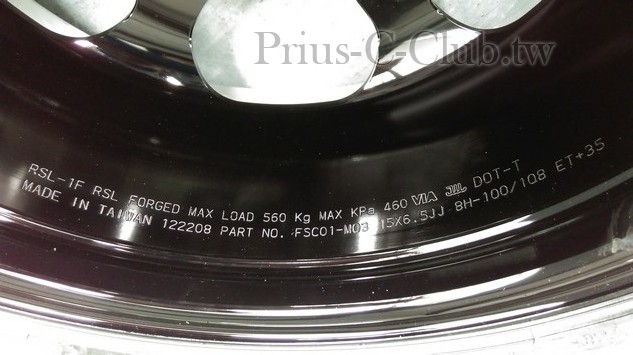 Prius-C-Club.tw
RSL-1F RSL FORGED MAX LOAD 560 Kg MAX KPa 460 VIA JWL DOT-T
MADE IN TAIWAN 122208 PART NO. FSC01-M03 15X6.5JJ 8H-100/108 ET+35